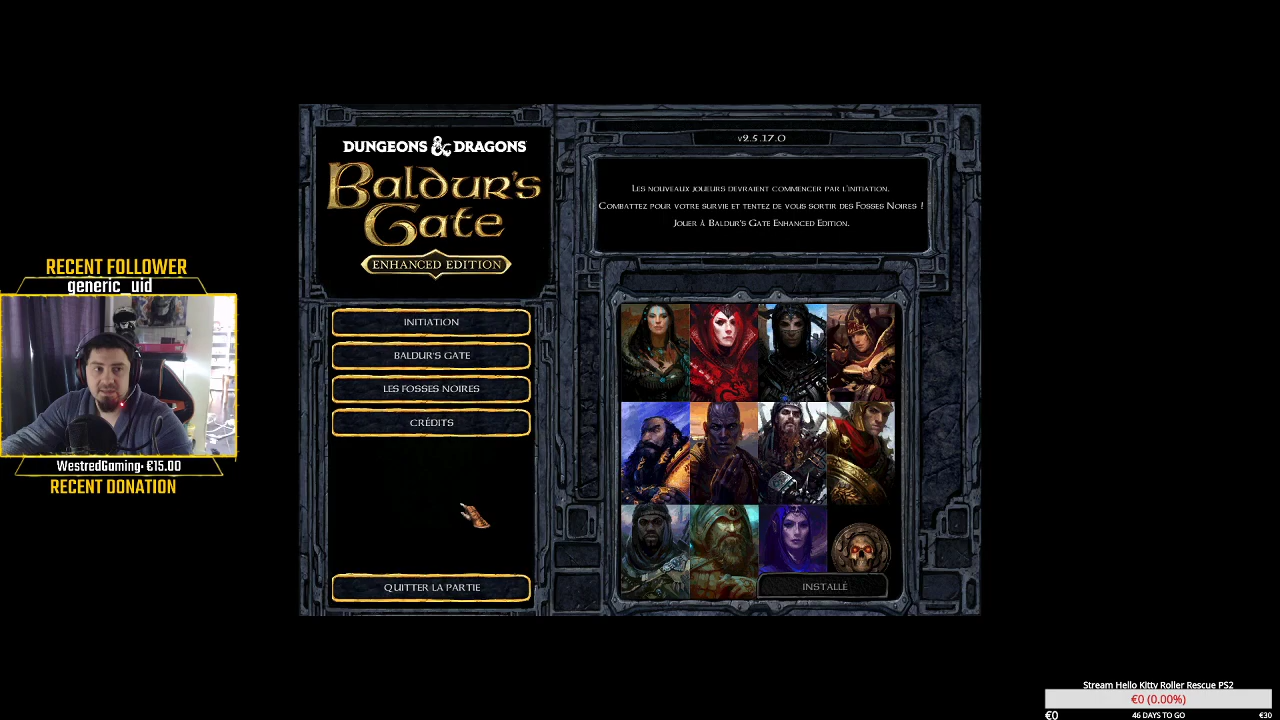 DUNGEONS & DRAGONS
Baldur's
Gate
ENHANCED EDITION
v2.5.17.0
Les nouveaux joueurs devraient commencer par l'initiation.
Combattez pour votre survie et tentez de vous sortir des Fosses Noires !
Jouer à Baldur's Gate Enhanced Edition.
INITIATION
BALDUR'S GATE
LES FOSSES NOIRES
CRÉDITS
QUITTER LA PARTIE
INSTALLÉ
RECENT FOLLOWER
generic_uid
WestredGaming• €15.00
RECENT DONATION
Stream Hello Kitty Roller Rescue PS2
€0 (0.00%)
€0 46 DAYS TO GO €30